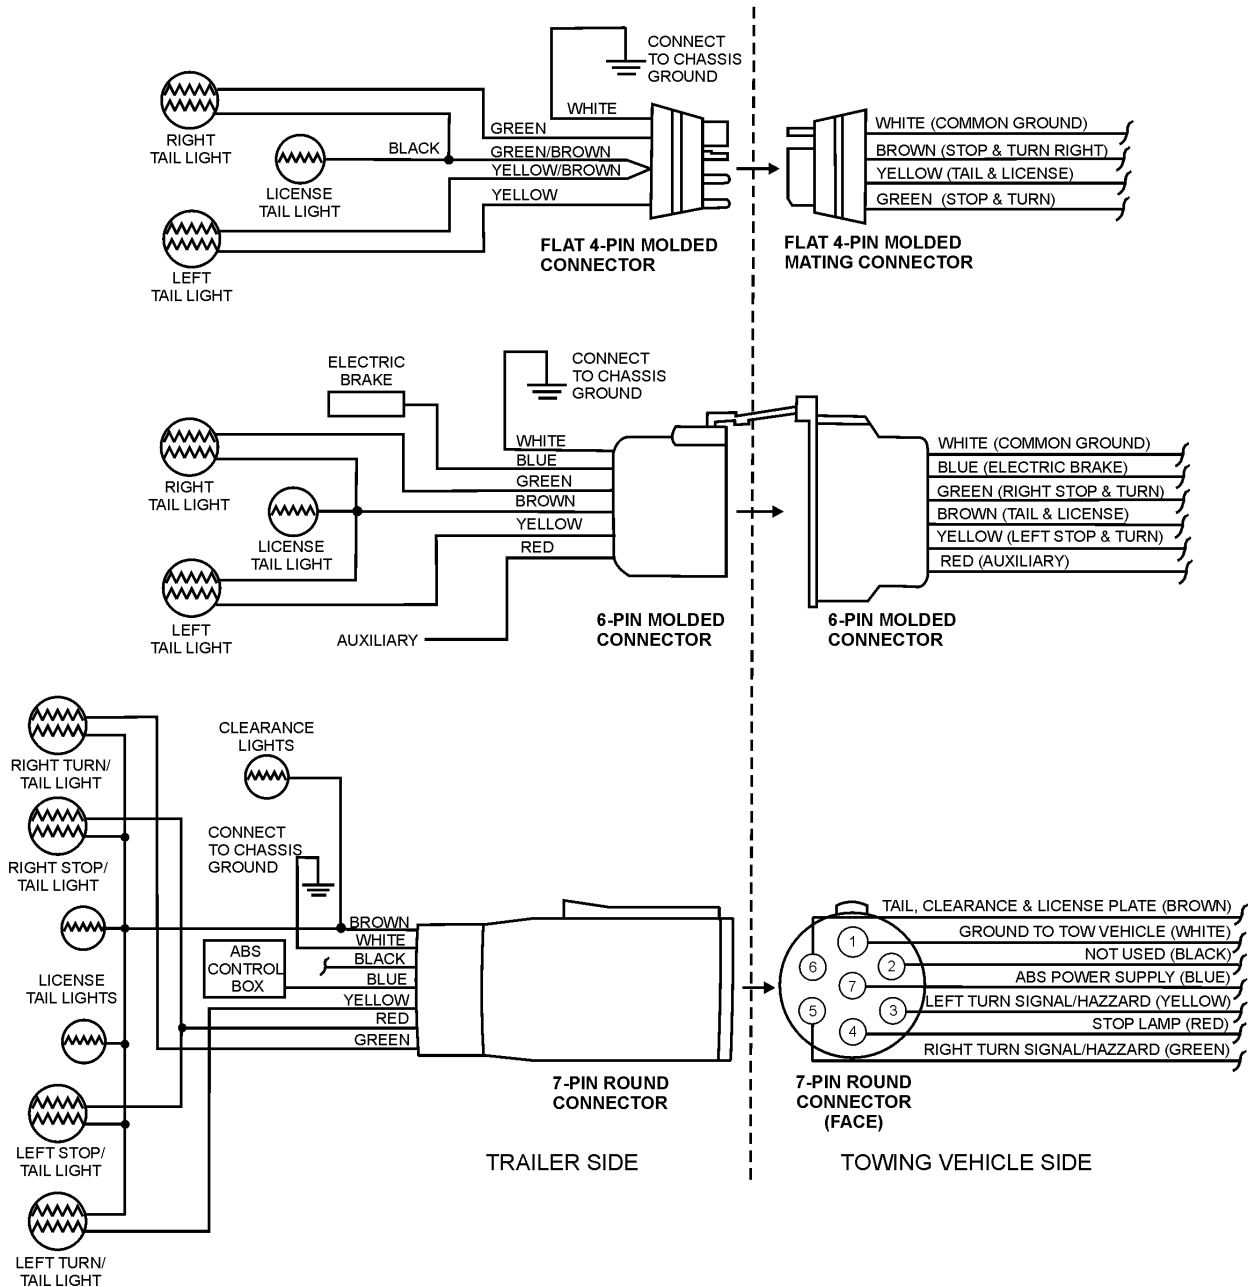 CONNECT
TO CHASSIS
GROUND
WHITE
GREEN
BLACK
GREEN/BROWN
YELLOW/BROWN
YELLOW
RIGHT
TAIL LIGHT
LICENSE
TAIL LIGHT
LEFT
TAIL LIGHT
FLAT 4-PIN MOLDED
CONNECTOR
WHITE (COMMON GROUND)
BROWN (STOP & TURN RIGHT)
YELLOW (TAIL & LICENSE)
GREEN (STOP & TURN)
FLAT 4-PIN MOLDED
MATING CONNECTOR
ELECTRIC
BRAKE
CONNECT
TO CHASSIS
GROUND
WHITE
BLUE
GREEN
BROWN
YELLOW
RED
RIGHT
TAIL LIGHT
LICENSE
TAIL LIGHT
LEFT
TAIL LIGHT
AUXILIARY
6-PIN MOLDED
CONNECTOR
WHITE (COMMON GROUND)
BLUE (ELECTRIC BRAKE)
GREEN (RIGHT STOP & TURN)
BROWN (TAIL & LICENSE)
YELLOW (LEFT STOP & TURN)
RED (AUXILIARY)
6-PIN MOLDED
CONNECTOR
RIGHT TURN/
TAIL LIGHT
RIGHT STOP/
TAIL LIGHT
LICENSE
TAIL LIGHTS
LEFT STOP/
TAIL LIGHT
LEFT TURN/
TAIL LIGHT
CLEARANCE
LIGHTS
CONNECT
TO CHASSIS
GROUND
ABS
CONTROL
BOX
BROWN
WHITE
BLACK
BLUE
YELLOW
RED
GREEN
7-PIN ROUND
CONNECTOR
TAIL, CLEARANCE & LICENSE PLATE (BROWN)
GROUND TO TOW VEHICLE (WHITE)
NOT USED (BLACK)
ABS POWER SUPPLY (BLUE)
LEFT TURN SIGNAL/HAZZARD (YELLOW)
STOP LAMP (RED)
RIGHT TURN SIGNAL/HAZZARD (GREEN)
1
2
6
7
5
3
4
7-PIN ROUND
CONNECTOR
(FACE)
TRAILER SIDE
TOWING VEHICLE SIDE